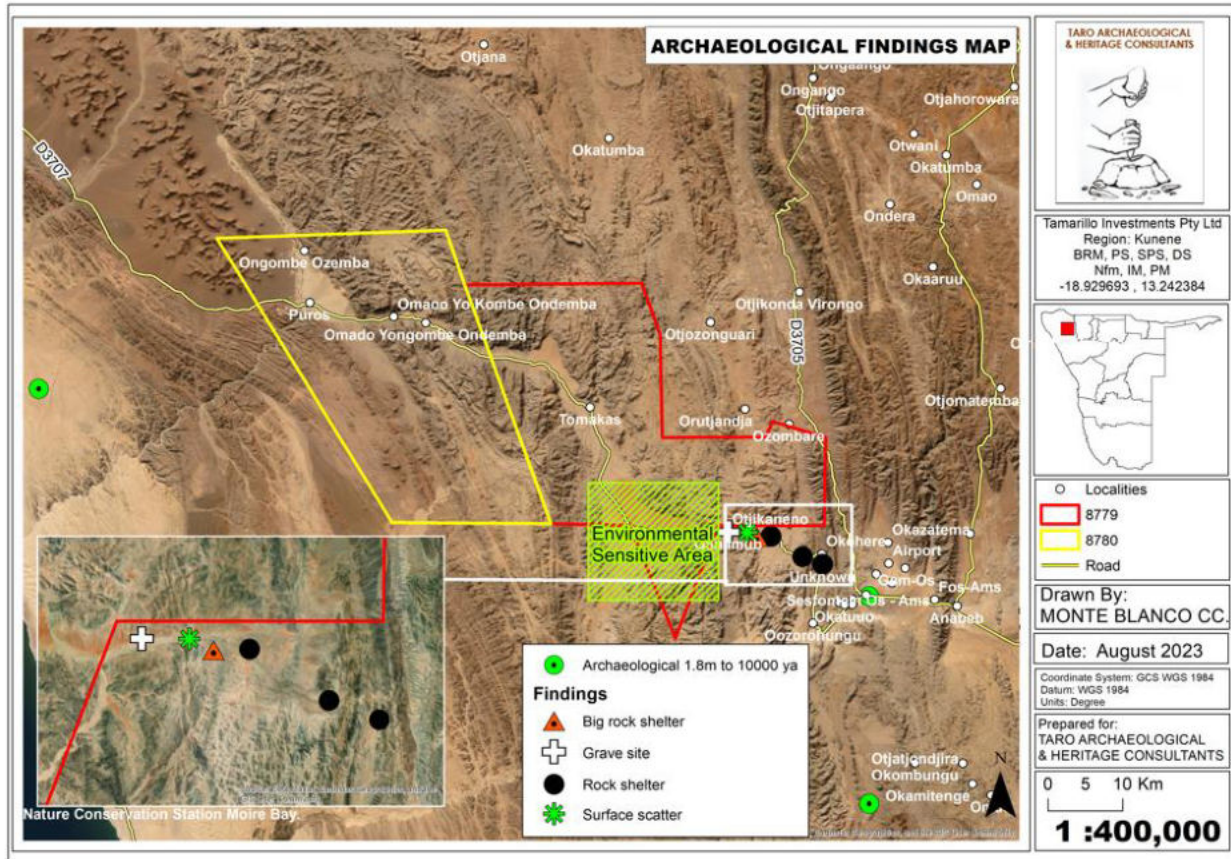 ARCHAEOLOGICAL FINDINGS MAP
Otjana
Ongango
Otjitapera
Otjahorowara
Otwani
Okatumba
Okatumba
Omao
Ondera
D3707
Ongombe Ozemba
Okaaruu
Puros
Omaoo Yo Kombe Ondemba
Omado Yongombe Ondemba
Otjikonda Virongo
D3705
Otjozonguari
Otjomatemba
Tomakas
Orutjandja
Ozombare
Environmental
Sensitive Area
Otjikaneno
Okazatema
Airport
Unknown
Fos-Ams
Anabeb
Okatuuo
Oozorohungu
Otjatjondjira
Okombungu
Okamitenge
Nature Conservation Station Moire Bay.
Archaeological 1.8m to 10000 ya
Findings
Big rock shelter
Grave site
Rock shelter
Surface scatter
N
TARO ARCHAEOLOGICAL
& HERITAGE CONSULTANTS
Tamarillo Investments Pty Ltd
Region: Kunene
BRM, PS, SPS, DS
Nfm, IM, PM
-18.929693 , 13.242384
Localities
8779
8780
Road
Drawn By:
MONTE BLANCO CC.
Date: August 2023
Coordinate System: GCS WGS 1984
Datum: WGS 1984
Units: Degree
Prepared for:
TARO ARCHAEOLOGICAL
& HERITAGE CONSULTANTS
0 5 10 Km
1 :400,000